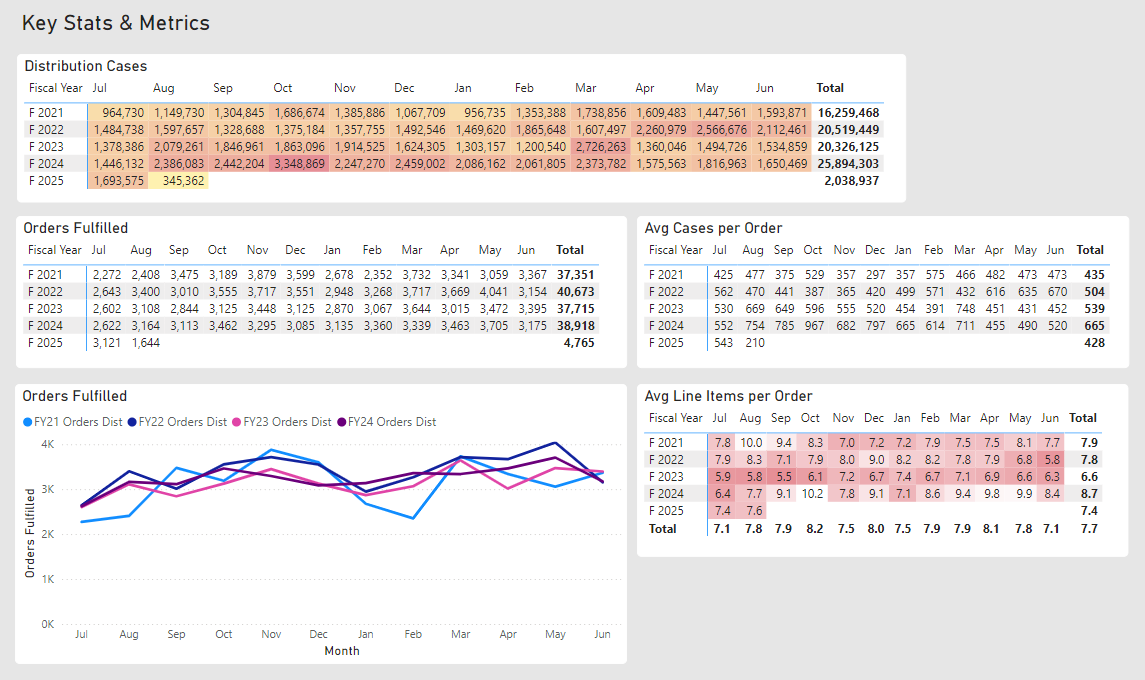 Key Stats & Metrics
Distribution Cases
Fiscal Year Jul Aug Sep Oct Nov Dec Jan Feb Mar Apr May Jun Total
F 2021 964,730 1,149,730 1,304,845 1,686,674 1,385,886 1,067,709 956,735 1,353,388 1,738,856 1,609,483 1,447,561 1,593,871 16,259,468
F 2022 1,484,738 1,597,657 1,328,688 1,375,184 1,357,755 1,492,546 1,469,620 1,865,648 1,607,497 2,260,979 2,566,676 2,112,461 20,519,449
F 2023 1,378,386 2,079,261 1,846,961 1,863,096 1,914,525 1,624,305 1,303,157 1,200,540 2,726,263 1,360,046 1,494,726 1,534,859 20,326,125
F 2024 1,446,132 2,386,083 2,442,204 3,348,869 2,247,270 2,459,002 2,086,162 2,061,805 2,373,782 1,575,563 1,816,963 1,650,469 25,894,303
F 2025 1,693,575 345,362 2,038,937
Orders Fulfilled
Fiscal Year Jul Aug Sep Oct Nov Dec Jan Feb Mar Apr May Jun Total
F 2021 2,272 2,408 3,475 3,189 3,879 3,599 2,678 2,352 3,732 3,341 3,059 3,367 37,351
F 2022 2,643 3,400 3,010 3,555 3,717 3,551 2,948 3,268 3,717 3,669 4,041 3,154 40,673
F 2023 2,602 3,108 2,844 3,125 3,448 3,125 2,870 3,067 3,644 3,015 3,472 3,395 37,715
F 2024 2,622 3,164 3,113 3,462 3,295 3,085 3,135 3,360 3,339 3,463 3,705 3,175 38,918
F 2025 3,121 1,644 4,765
Avg Cases per Order
Fiscal Year Jul Aug Sep Oct Nov Dec Jan Feb Mar Apr May Jun Total
F 2021 425 477 375 529 357 297 357 575 466 482 473 473 435
F 2022 562 470 441 387 365 420 499 571 432 616 635 670 504
F 2023 530 669 649 596 555 520 454 391 748 451 431 452 539
F 2024 552 754 785 967 682 797 665 614 711 455 490 520 665
F 2025 543 210 428
Orders Fulfilled
FY21 Orders Dist FY22 Orders Dist FY23 Orders Dist FY24 Orders Dist
4K
3K
2K
1K
0K
Orders Fulfilled
Jul Aug Sep Oct Nov Dec Jan Feb Mar Apr May Jun
Month
Avg Line Items per Order
Fiscal Year Jul Aug Sep Oct Nov Dec Jan Feb Mar Apr May Jun Total
F 2021 7.8 10.0 9.4 8.3 7.0 7.2 7.2 7.9 7.5 7.5 8.1 7.7 7.9
F 2022 7.9 8.3 7.1 7.9 8.0 9.0 8.2 8.2 7.8 7.9 6.8 5.8 7.8
F 2023 5.9 5.8 5.5 6.1 7.2 6.7 7.4 6.7 7.1 6.9 6.6 6.3 6.6
F 2024 6.4 7.7 9.1 10.2 7.8 9.1 7.1 8.6 9.4 9.8 9.9 8.4 8.7
F 2025 7.4 7.6 7.4
Total 7.1 7.8 7.9 8.2 7.5 8.0 7.5 7.9 7.9 8.1 7.8 7.1 7.7